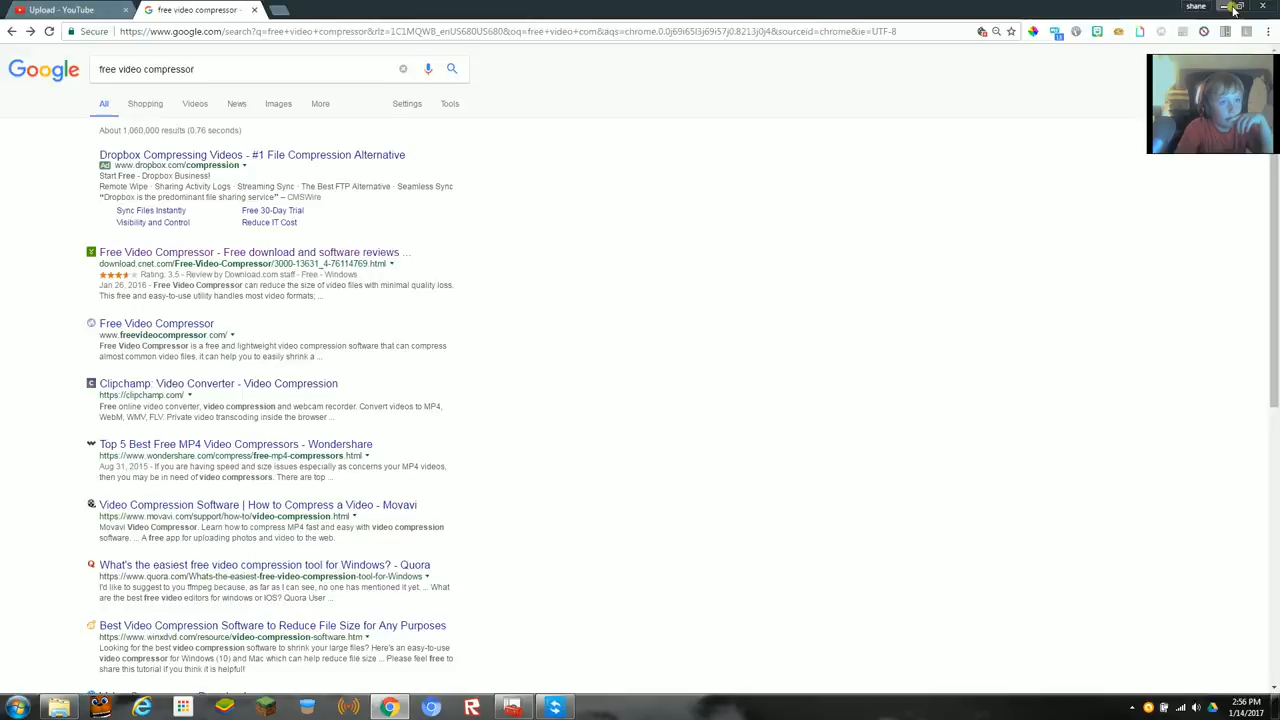 Upload - YouTube
free video compressor -
shane
Secure
https://www.google.com/search?q=free+video+compressor&rlz=1C1MQWB_enUS680US680&oq=free+video+com&aqs=chrome.0.0j69i65l3j69i57j0.8213j0j4&sourceid=chrome&ie=UTF-8
Google
free video compressor
All Shopping Videos News Images More Settings Tools
About 1,060,000 results (0.76 seconds)
Dropbox Compressing Videos - #1 File Compression Alternative
Ad www.dropbox.com/compression
Start Free - Dropbox Business!
Remote Wipe · Sharing Activity Logs · Streaming Sync · The Best FTP Alternative · Seamless Sync
“Dropbox is the predominant file sharing service” – CMSWire
Sync Files Instantly Free 30-Day Trial
Visibility and Control Reduce IT Cost
Free Video Compressor - Free download and software reviews ...
download.cnet.com/Free-Video-Compressor/3000-13631_4-76114769.html
Rating: 3.5 - Review by Download.com staff - Free - Windows
Jan 26, 2016 - Free Video Compressor can reduce the size of video files with minimal quality loss.
This free and easy-to-use utility handles most video formats; ...
Free Video Compressor
www.freevideocompressor.com/
Free Video Compressor is a free and lightweight video compression software that can compress
almost common video files, it can help you to easily shrink a ...
Clipchamp: Video Converter - Video Compression
https://clipchamp.com/
Free online video converter, video compression and webcam recorder. Convert videos to MP4,
WebM, WMV, FLV. Private video transcoding inside the browser ...
Top 5 Best Free MP4 Video Compressors - Wondershare
https://www.wondershare.com/compress/free-mp4-compressors.html
Aug 31, 2015 - If you are having speed and size issues especially as concerns your MP4 videos,
then you may be in need of video compressors. There are top ...
Video Compression Software | How to Compress a Video - Movavi
https://www.movavi.com/support/how-to/video-compression.html
Movavi Video Compressor. Learn how to compress MP4 fast and easy with video compression
software. ... A free app for uploading photos and video to the web.
What's the easiest free video compression tool for Windows? - Quora
https://www.quora.com/Whats-the-easiest-free-video-compression-tool-for-Windows
I'd like to suggest to you ffmpeg because, as far as I can see, no one has mentioned it yet. ... What
are the best free video editors for windows or IOS? Quora User ...
Best Video Compression Software to Reduce File Size for Any Purposes
https://www.winxdvd.com/resource/video-compression-software.htm
Looking for the best video compression software to shrink your large files? Here's an easy-to-use
video compressor for Windows (10) and Mac which can help reduce file size ... Please feel free to
share this tutorial if you think it is helpful!
2:56 PM
1/14/2017